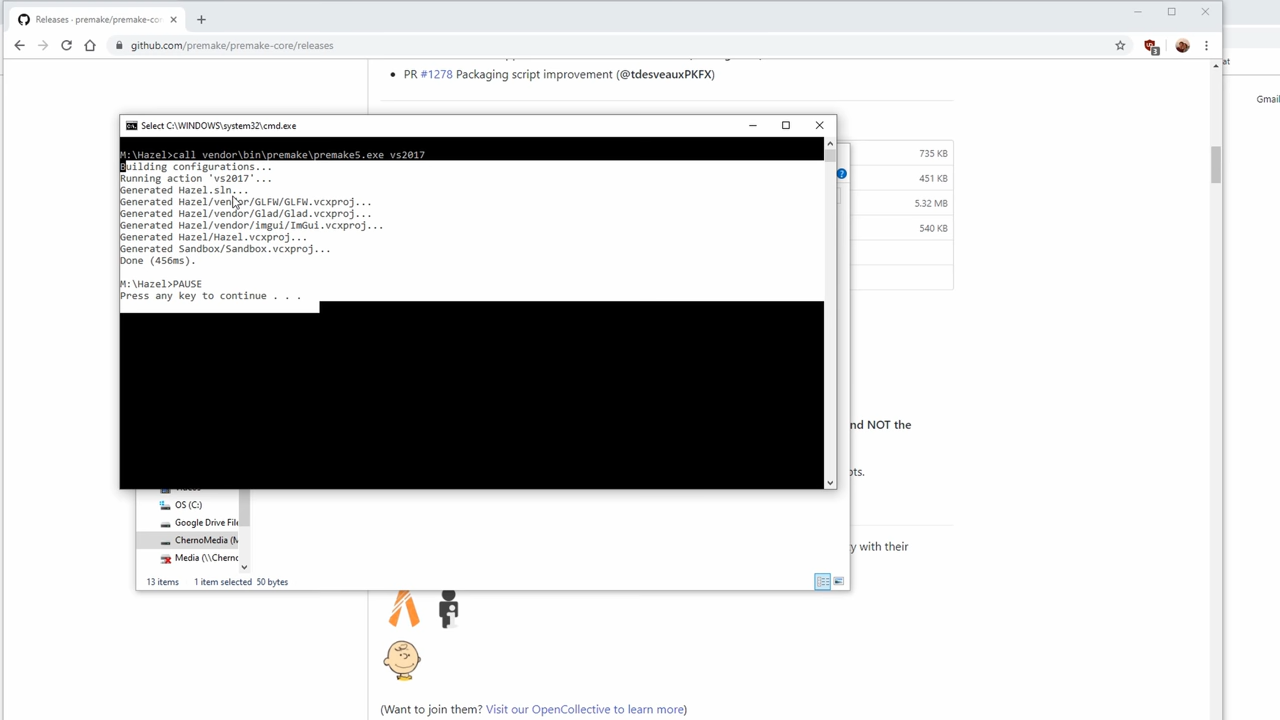 Releases · premake/premake-cor
github.com/premake/premake-core/releases
3
at
Gmail
PR #1278 Packaging script improvement (@tdesveauxPKFX)
Select C:\WINDOWS\system32\cmd.exe
M:\Hazel>call vendor\bin\premake\premake5.exe vs2017
Building configurations...
Running action 'vs2017'...
Generated Hazel.sln...
Generated Hazel/vendor/GLFW/GLFW.vcxproj...
Generated Hazel/vendor/Glad/Glad.vcxproj...
Generated Hazel/vendor/imgui/ImGui.vcxproj...
Generated Hazel/Hazel.vcxproj...
Generated Sandbox/Sandbox.vcxproj...
Done (456ms).
M:\Hazel>PAUSE
Press any key to continue . . .
735 KB
451 KB
5.32 MB
540 KB
nd NOT the
ots.
y with their
OS (C:)
Google Drive File
ChernoMedia (M
Media (\\Cherno
13 items 1 item selected 50 bytes
(Want to join them? Visit our OpenCollective to learn more)